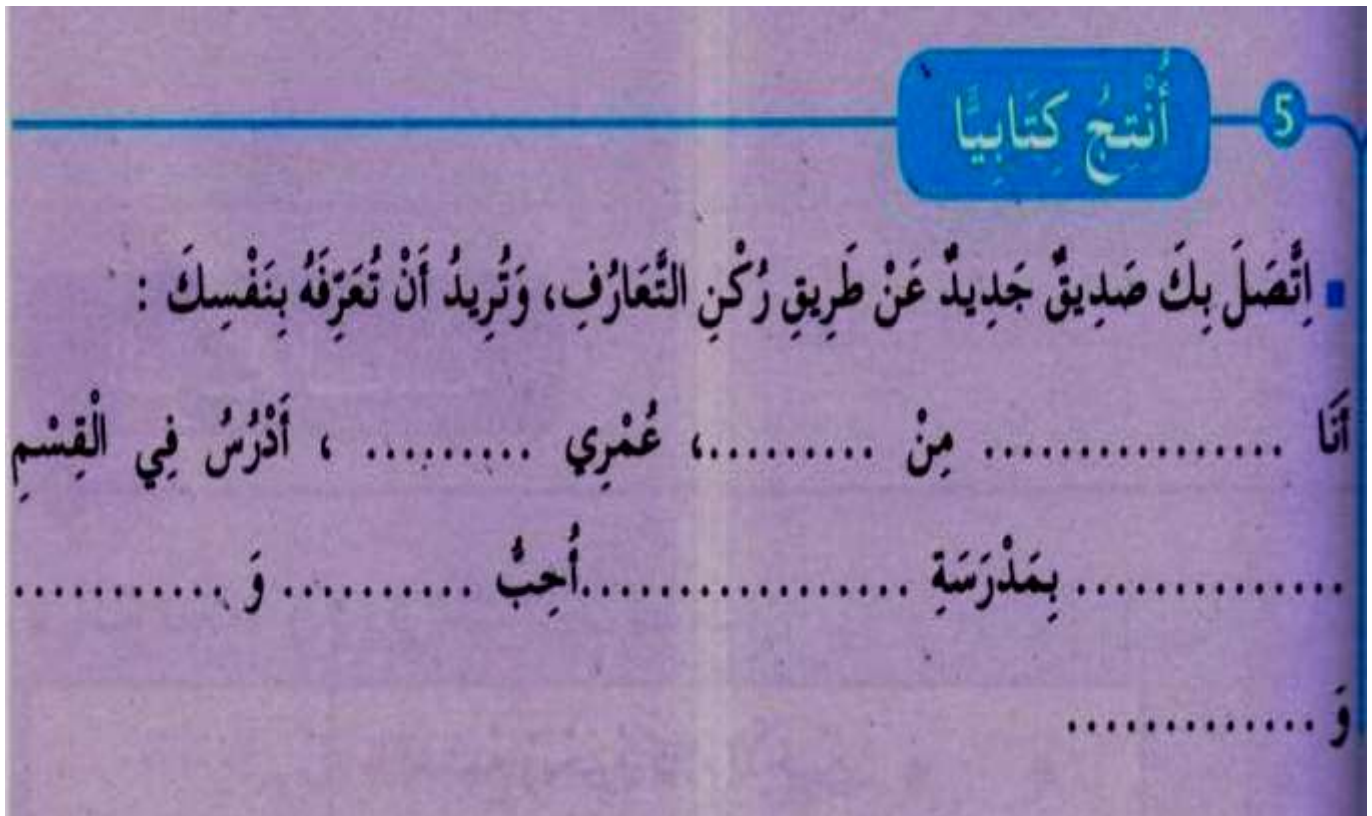 5
أُنْتِجُ كِتَابِيًّا
▪ اِتَّصَلَ بِكَ صَدِيقٌ جَدِيدٌ عَنْ طَرِيقِ رُكْنِ التَّعَارُفِ، وَتُرِيدُ أَنْ تُعَرِّفَهُ بِنَفْسِكَ :
أَنَا ................ مِنْ .........، عُمْرِي ......... ، أَدْرُسُ فِي الْقِسْمِ
.............. بِمَدْرَسَةِ .................أُحِبُّ .......... وَ ...........
وَ .............